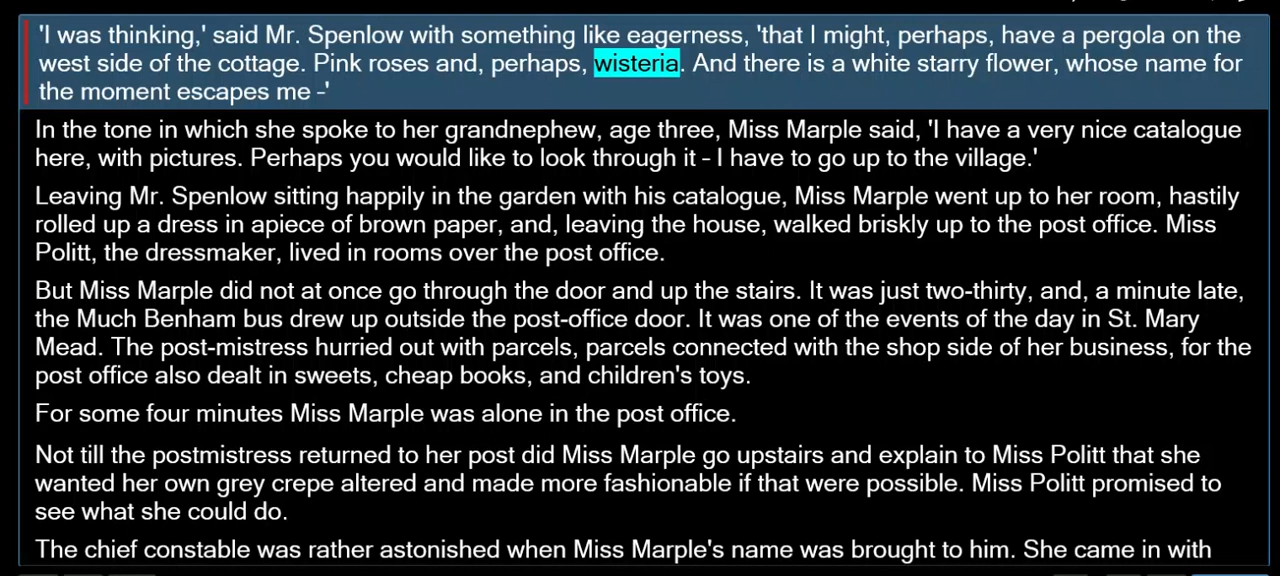 'I was thinking,' said Mr. Spenlow with something like eagerness, 'that I might, perhaps, have a pergola on the
west side of the cottage. Pink roses and, perhaps, wisteria. And there is a white starry flower, whose name for
the moment escapes me –'
In the tone in which she spoke to her grandnephew, age three, Miss Marple said, 'I have a very nice catalogue
here, with pictures. Perhaps you would like to look through it – I have to go up to the village.'
Leaving Mr. Spenlow sitting happily in the garden with his catalogue, Miss Marple went up to her room, hastily
rolled up a dress in apiece of brown paper, and, leaving the house, walked briskly up to the post office. Miss
Politt, the dressmaker, lived in rooms over the post office.
But Miss Marple did not at once go through the door and up the stairs. It was just two-thirty, and, a minute late,
the Much Benham bus drew up outside the post-office door. It was one of the events of the day in St. Mary
Mead. The post-mistress hurried out with parcels, parcels connected with the shop side of her business, for the
post office also dealt in sweets, cheap books, and children's toys.
For some four minutes Miss Marple was alone in the post office.
Not till the postmistress returned to her post did Miss Marple go upstairs and explain to Miss Politt that she
wanted her own grey crepe altered and made more fashionable if that were possible. Miss Politt promised to
see what she could do.
The chief constable was rather astonished when Miss Marple's name was brought to him. She came in with